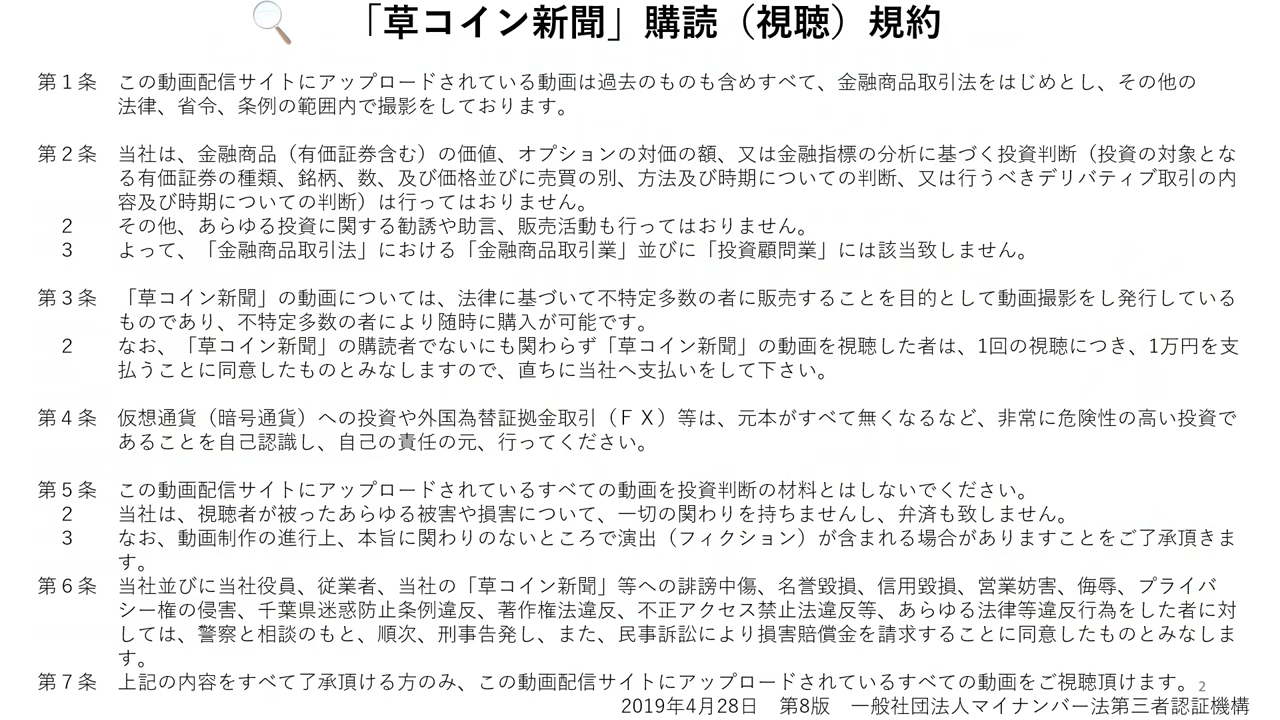 「草コイン新聞」購読（視聴）規約
第１条　この動画配信サイトにアップロードされている動画は過去のものも含めすべて、金融商品取引法をはじめとし、その他の
法律、省令、条例の範囲内で撮影をしております。
第２条　当社は、金融商品（有価証券含む）の価値、オプションの対価の額、又は金融指標の分析に基づく投資判断（投資の対象とな
る有価証券の種類、銘柄、数、及び価格並びに売買の別、方法及び時期についての判断、又は行うべきデリバティブ取引の内
容及び時期についての判断）は行ってはおりません。
2　その他、あらゆる投資に関する勧誘や助言、販売活動も行ってはおりません。
3　よって、「金融商品取引法」における「金融商品取引業」並びに「投資顧問業」には該当致しません。
第３条　「草コイン新聞」の動画については、法律に基づいて不特定多数の者に販売することを目的として動画撮影をし発行している
ものであり、不特定多数の者により随時に購入が可能です。
2　なお、「草コイン新聞」の購読者でないにも関わらず「草コイン新聞」の動画を視聴した者は、1回の視聴につき、1万円を支
払うことに同意したものとみなしますので、直ちに当社へ支払いをして下さい。
第４条　仮想通貨（暗号通貨）への投資や外国為替証拠金取引（ＦＸ）等は、元本がすべて無くなるなど、非常に危険性の高い投資で
あることを自己認識し、自己の責任の元、行ってください。
第５条　この動画配信サイトにアップロードされているすべての動画を投資判断の材料とはしないでください。
2　当社は、視聴者が被ったあらゆる被害や損害について、一切の関わりを持ちませんし、弁済も致しません。
3　なお、動画制作の進行上、本旨に関わりのないところで演出（フィクション）が含まれる場合がありますことをご了承頂きま
す。
第６条　当社並びに当社役員、従業者、当社の「草コイン新聞」等への誹謗中傷、名誉毀損、信用毀損、営業妨害、侮辱、プライバ
シー権の侵害、千葉県迷惑防止条例違反、著作権法違反、不正アクセス禁止法違反等、あらゆる法律等違反行為をした者に対
しては、警察と相談のもと、順次、刑事告発し、また、民事訴訟により損害賠償金を請求することに同意したものとみなしま
す。
第７条　上記の内容をすべて了承頂ける方のみ、この動画配信サイトにアップロードされているすべての動画をご視聴頂けます。
2
2019年4月28日　第8版　一般社団法人マイナンバー法第三者認証機構